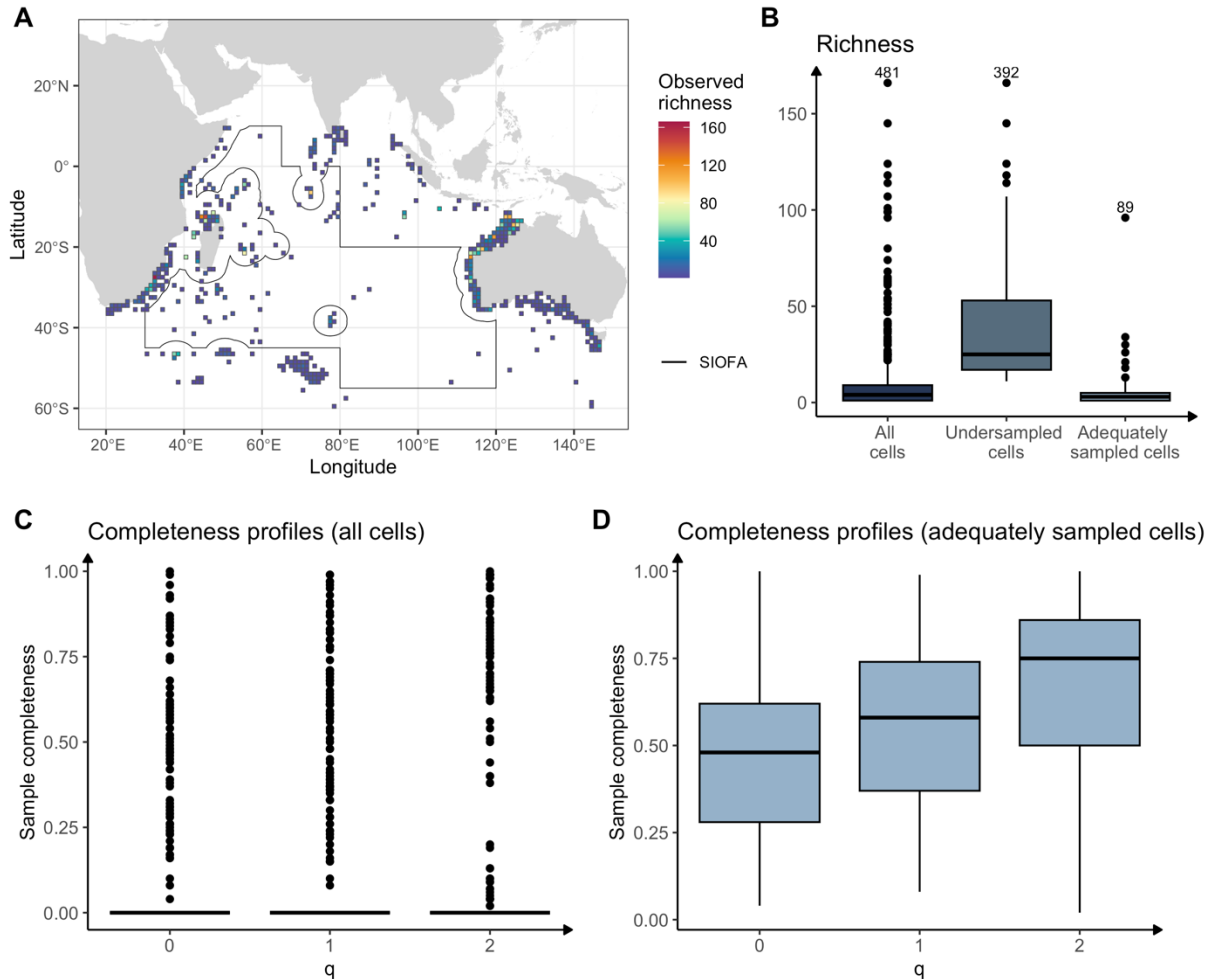 A
20°N
0°
20°S
40°S
60°S
Latitude
20°E
40°E
60°E
80°E
100°E
120°E
140°E
Longitude
Observed
richness
160
120
80
40
SIOFA
B
Richness
481
392
89
150
100
50
0
All
cells
Undersampled
cells
Adequately
sampled cells
C
Completeness profiles (all cells)
1.00
0.75
0.50
0.25
0.00
Sample completeness
0
1
2
q
D
Completeness profiles (adequately sampled cells)
1.00
0.75
0.50
0.25
0.00
Sample completeness
0
1
2
q